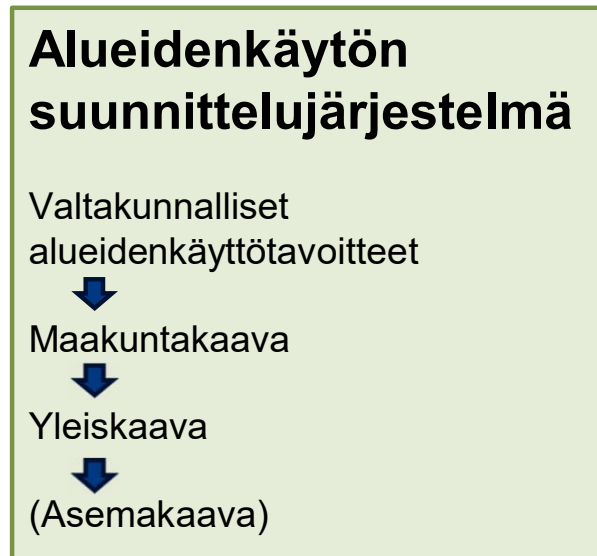 Alueidenkäytön
suunnittelujärjestelmä
Valtakunnalliset
alueidenkäyttötavoitteet
Maakuntakaava
Yleiskaava
(Asemakaava)